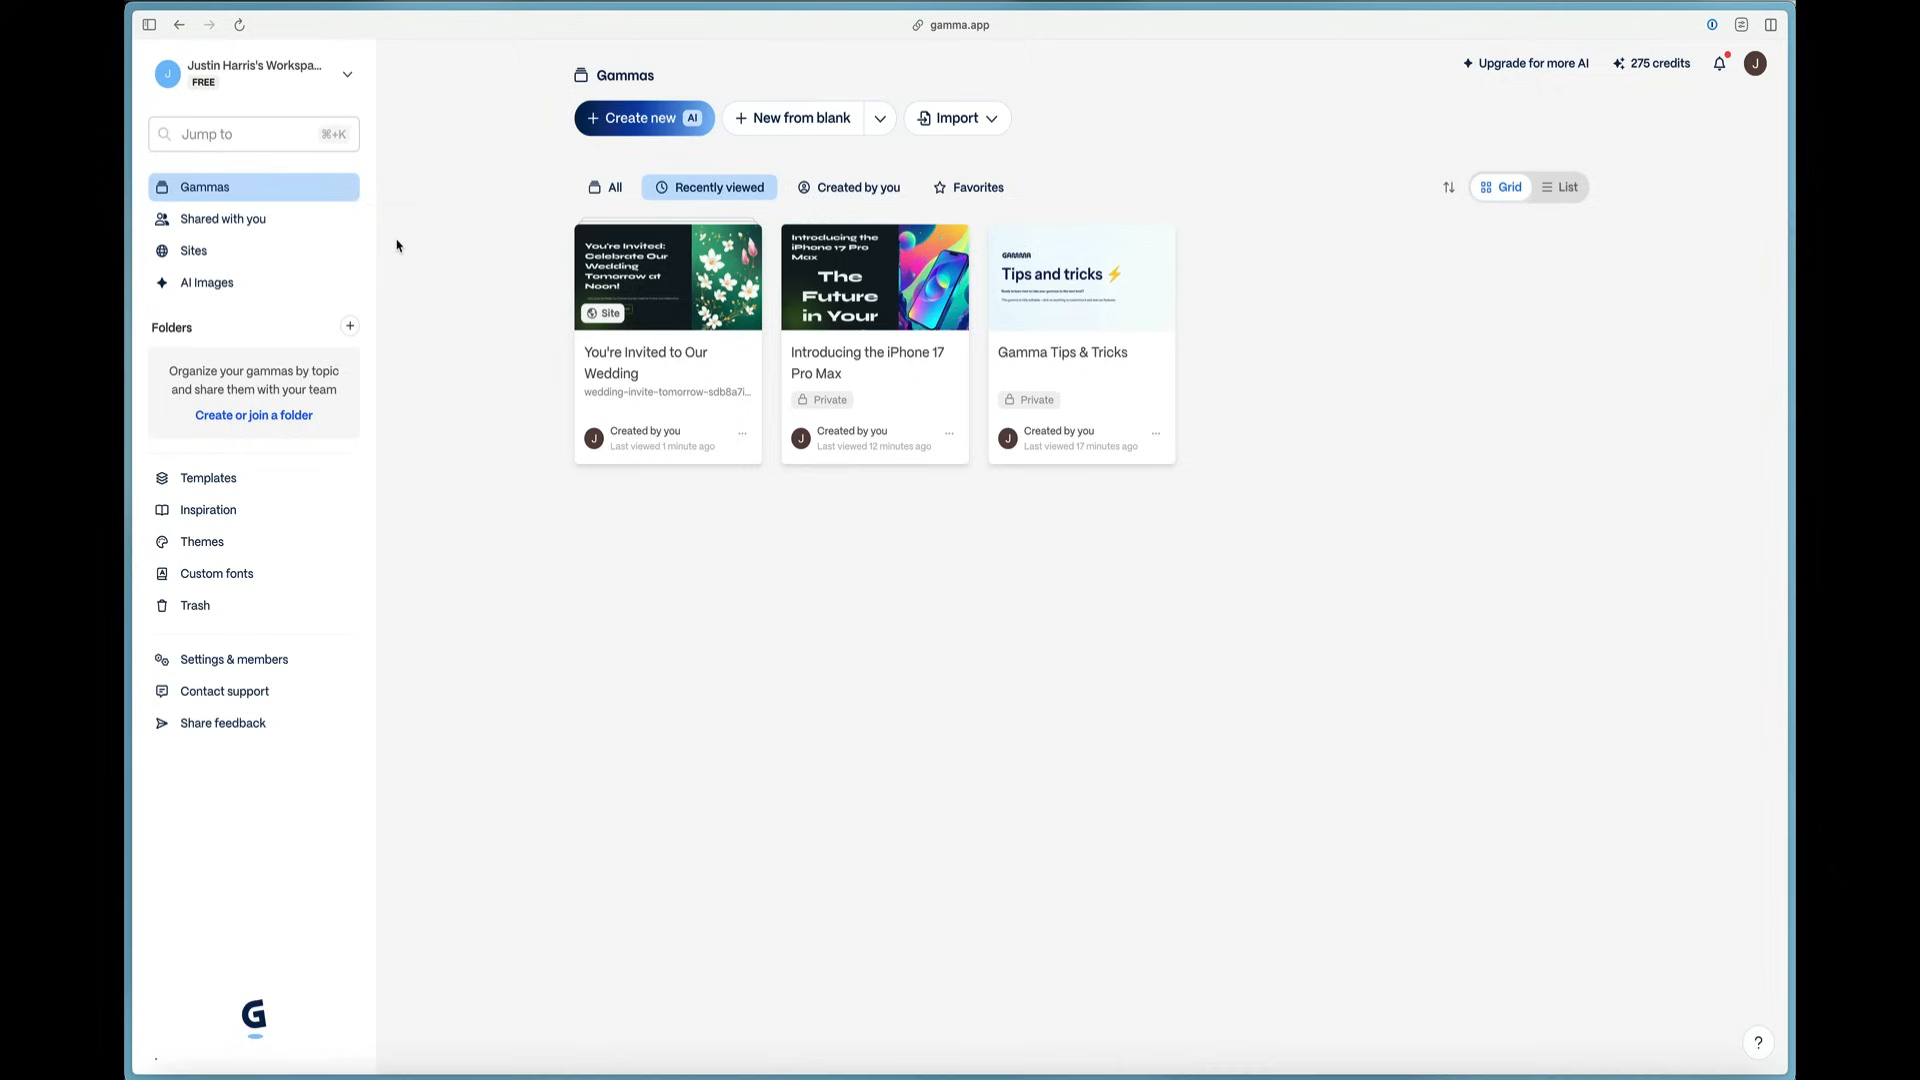 gamma.app
Justin Harris's Workspa...
FREE
Jump to
⌘+K
Gammas
Shared with you
Sites
AI Images
Folders
Organize your gammas by topic
and share them with your team
Create or join a folder
Templates
Inspiration
Themes
Custom fonts
Trash
Settings & members
Contact support
Share feedback
Gammas
Upgrade for more AI
275 credits
J
J
+ Create new AI
+ New from blank
Import
All
Recently viewed
Created by you
Favorites
Grid
List
You're Invited:
Celebrate Our
Wedding
Tomorrow at
Noon!
Site
You're Invited to Our
Wedding
wedding-invite-tomorrow-sdb8a7i...
J
Created by you
Last viewed 1 minute ago
Introducing the
iPhone 17 Pro
Max
The
Future
in Your
Introducing the iPhone 17
Pro Max
Private
J
Created by you
Last viewed 12 minutes ago
GAMMA
Tips and tricks ⚡
Gamma Tips & Tricks
Private
J
Created by you
Last viewed 17 minutes ago
G
?